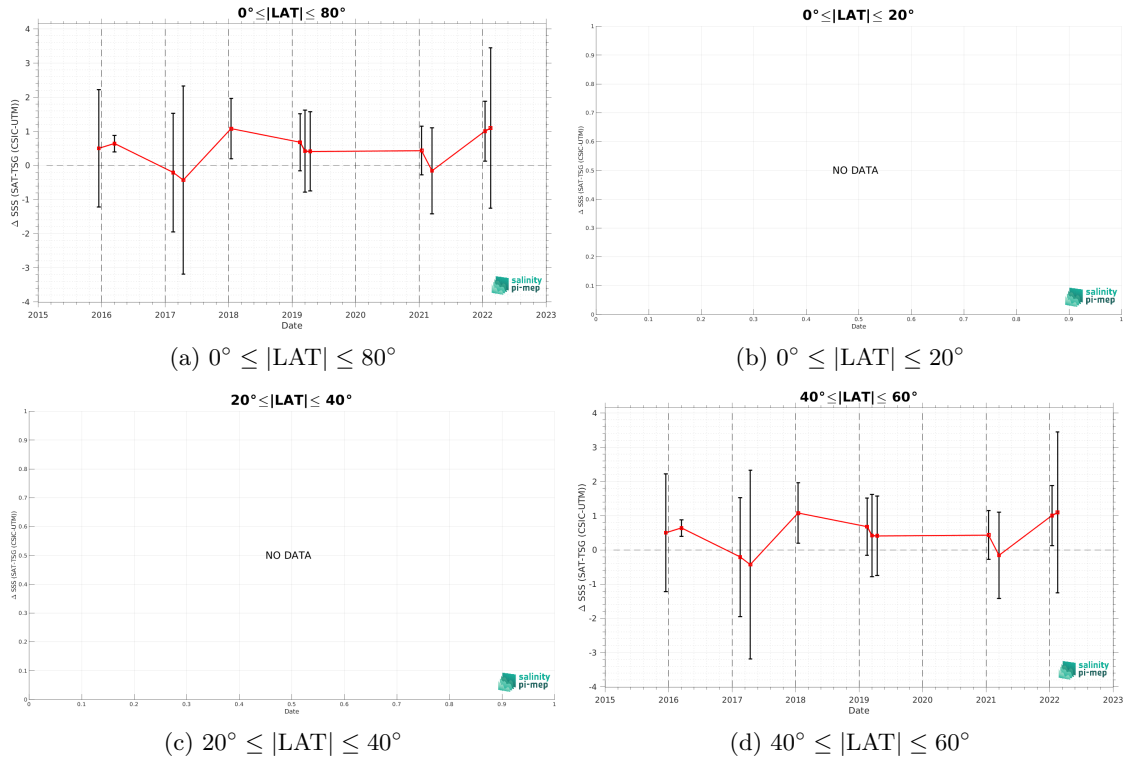 0°≤|LAT|≤ 80°
Δ SSS (SAT-TSG (CSIC-UTM))
4
3
2
1
0
-1
-2
-3
-4
2015 2016 2017 2018 2019 2020 2021 2022 2023
Date
salinity
pi-mep
(a) 0° ≤ |LAT| ≤ 80°
0°≤|LAT|≤ 20°
Δ SSS (SAT-TSG (CSIC-UTM))
1
0.9
0.8
0.7
0.6
0.5
0.4
0.3
0.2
0.1
0
NO DATA
0 0.1 0.2 0.3 0.4 0.5 0.6 0.7 0.8 0.9 1
Date
salinity
pi-mep
(b) 0° ≤ |LAT| ≤ 20°
20°≤|LAT|≤ 40°
Δ SSS (SAT-TSG (CSIC-UTM))
1
0.9
0.8
0.7
0.6
0.5
0.4
0.3
0.2
0.1
0
NO DATA
0 0.1 0.2 0.3 0.4 0.5 0.6 0.7 0.8 0.9 1
Date
salinity
pi-mep
(c) 20° ≤ |LAT| ≤ 40°
40°≤|LAT|≤ 60°
Δ SSS (SAT-TSG (CSIC-UTM))
4
3
2
1
0
-1
-2
-3
-4
2015 2016 2017 2018 2019 2020 2021 2022 2023
Date
salinity
pi-mep
(d) 40° ≤ |LAT| ≤ 60°